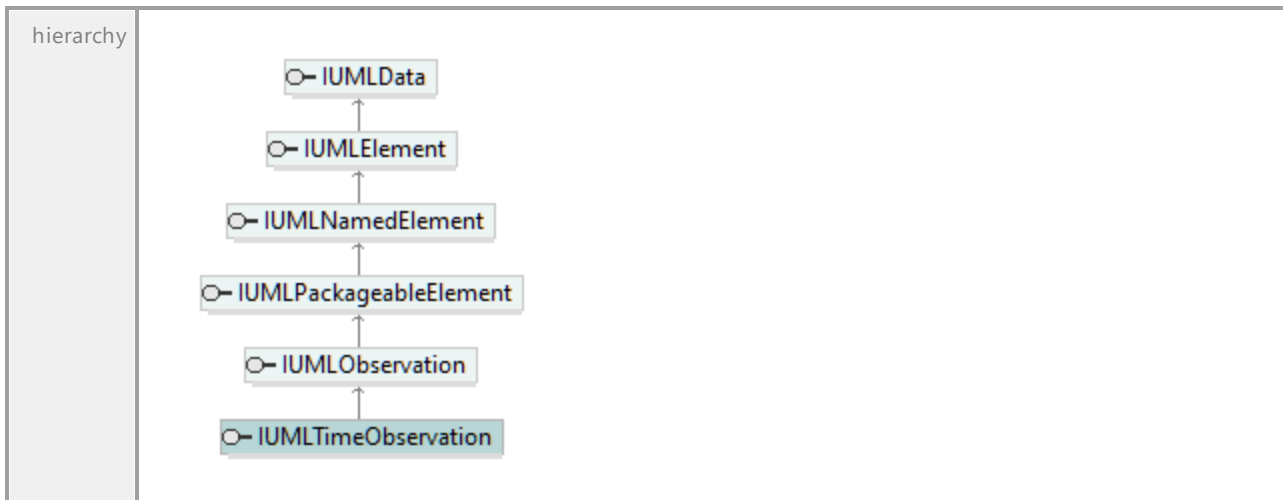 hierarchy
IUMLData
IUMLElement
IUMLNamedElement
IUMLPackageableElement
IUMLObservation
IUMLTimeObservation